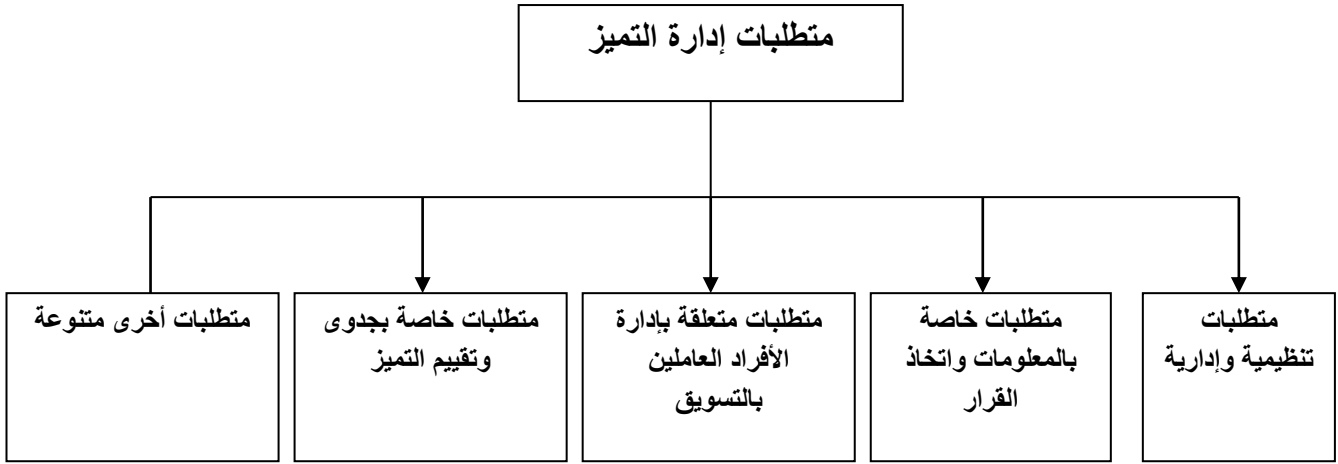 متطلبات إدارة التميز
متطلبات
تنظيمية وإدارية
متطلبات خاصة
بالمعلومات واتخاذ
القرار
متطلبات متعلقة بإدارة
الأفراد العاملين
بالتسويق
متطلبات خاصة بجدوى
وتقييم التميز
متطلبات أخرى متنوعة